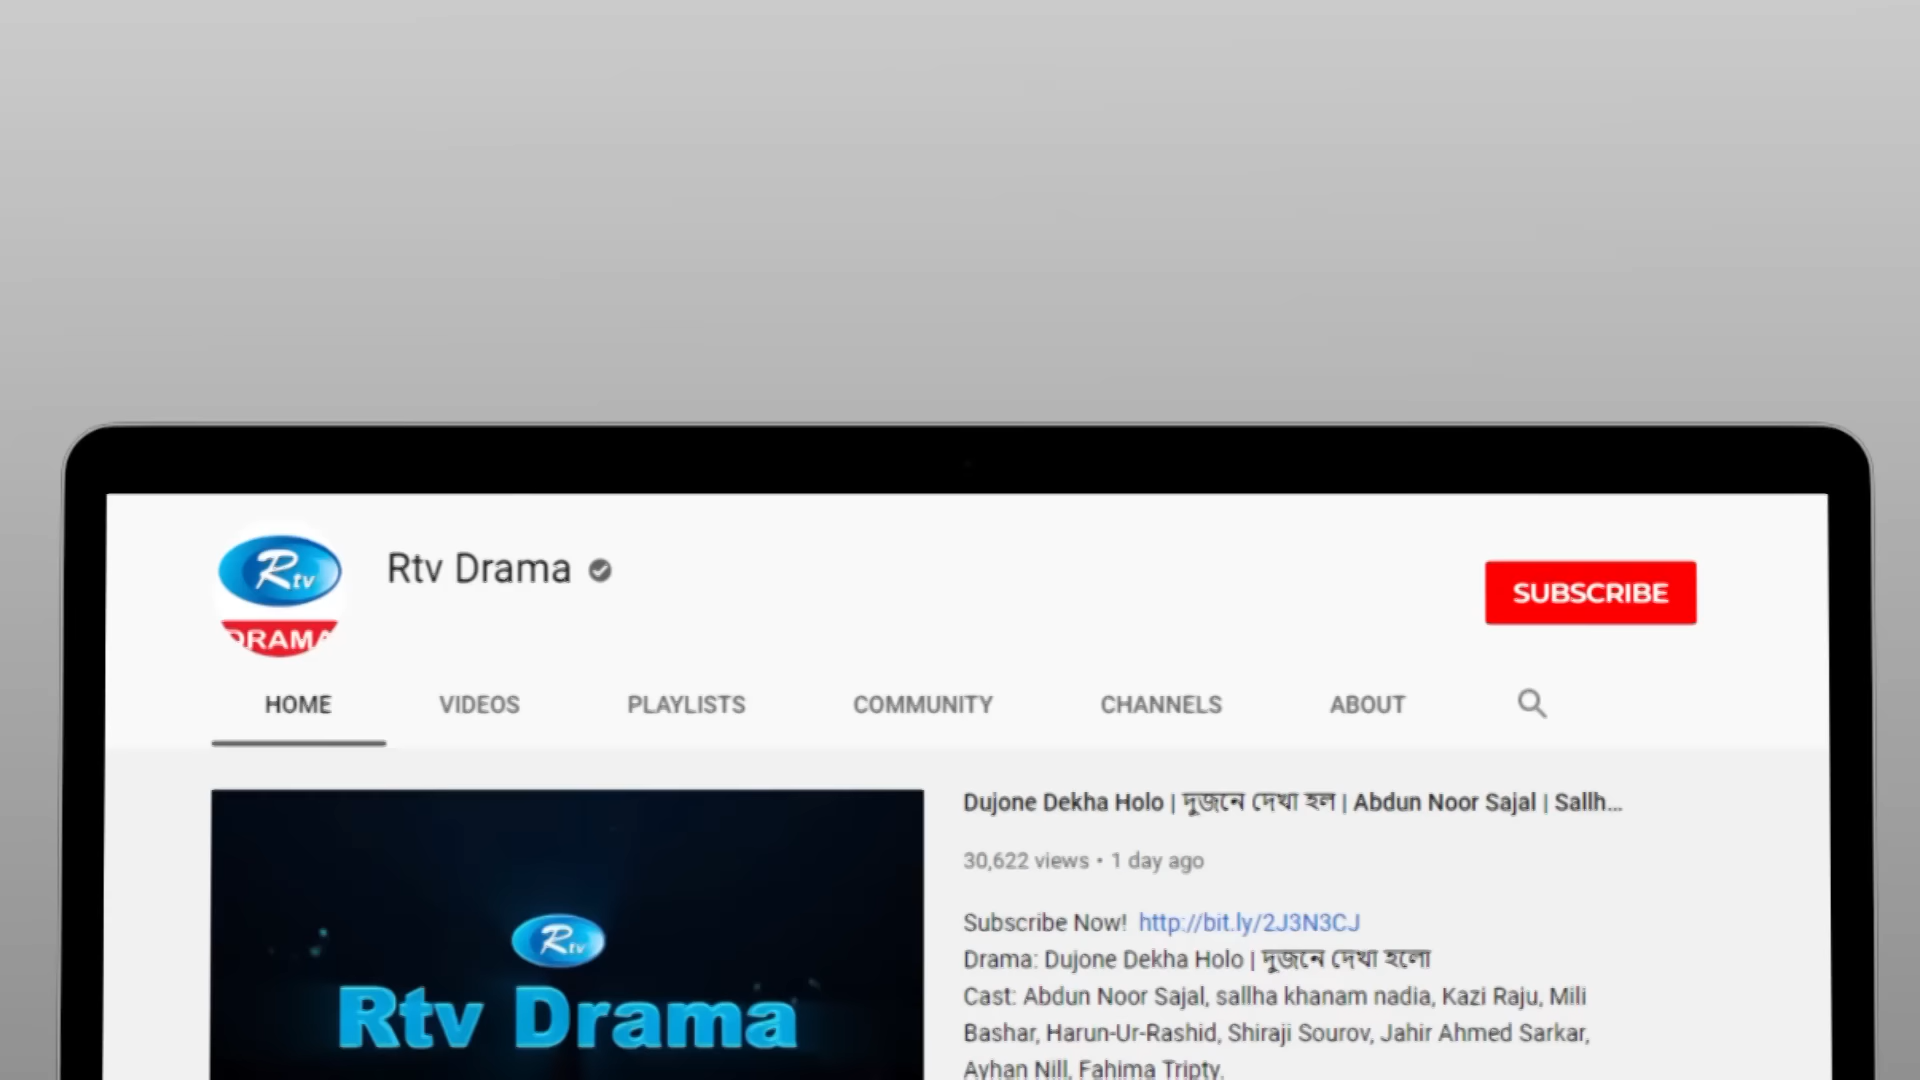 Rtv
DRAMA
Rtv Drama
SUBSCRIBE
HOME VIDEOS PLAYLISTS COMMUNITY CHANNELS ABOUT
Dujone Dekha Holo | দুজনে দেখা হল | Abdun Noor Sajal | Sallh...
30,622 views • 1 day ago
Subscribe Now! http://bit.ly/2J3N3CJ
Drama: Dujone Dekha Holo | দুজনে দেখা হলো
Cast: Abdun Noor Sajal, sallha khanam nadia, Kazi Raju, Mili
Bashar, Harun-Ur-Rashid, Shiraji Sourov, Jahir Ahmed Sarkar,
Ayhan Nill, Fahima Tripty.
Rtv
Rtv Drama